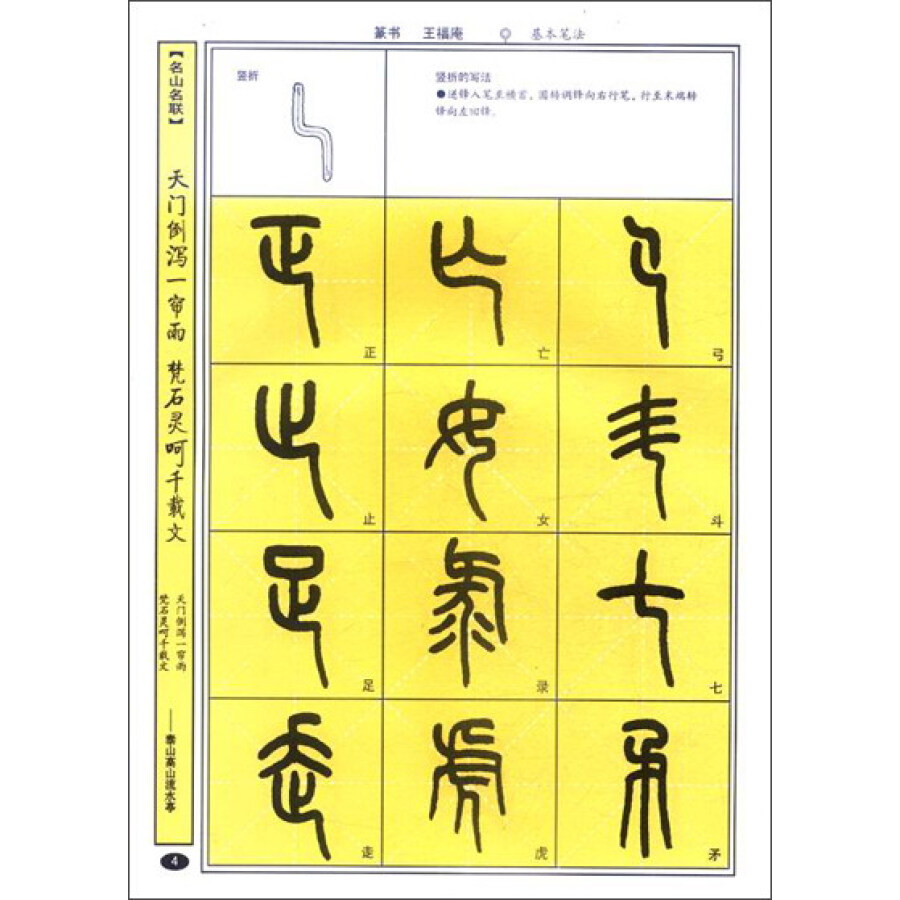 篆书 王福庵 基本笔法
【名山名联】
天门倒泻一帘雨 梵石灵呵千载文
天门倒泻一帘雨
梵石灵呵千载文
——泰山高山流水亭
4
竖折
竖折的写法
●逆锋入笔至横画，圆转调锋向右行笔，行至末端转
锋向左回锋。
正 亡 弓
止 女 斗
足 录 七
走 虎 矛